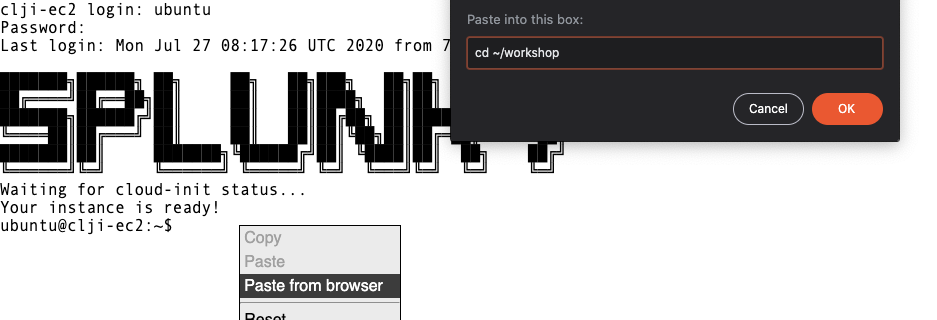 clji-ec2 login: ubuntu
Password:
Last login: Mon Jul 27 08:17:26 UTC 2020 from 7
SPLUNK>
Waiting for cloud-init status...
Your instance is ready!
ubuntu@clji-ec2:~$
Copy
Paste
Paste from browser
Reset
Paste into this box:
cd ~/workshop
Cancel
OK